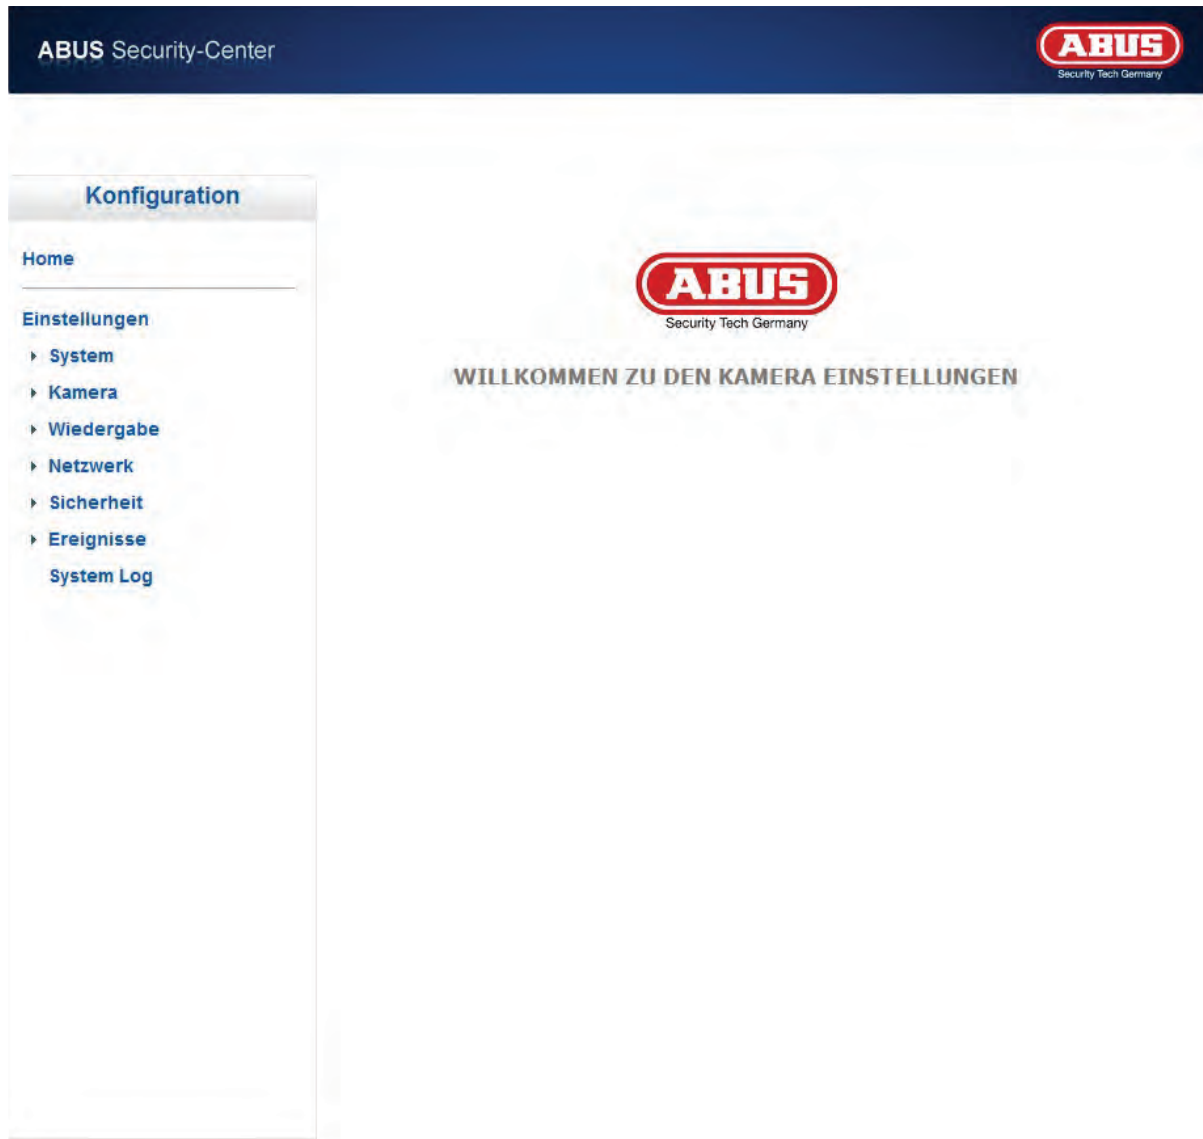 ABUS Security-Center
ABUS
Security Tech Germany
Konfiguration
Home
Einstellungen
System
Kamera
Wiedergabe
Netzwerk
Sicherheit
Ereignisse
System Log
ABUS
Security Tech Germany
WILLKOMMEN ZU DEN KAMERA EINSTELLUNGEN